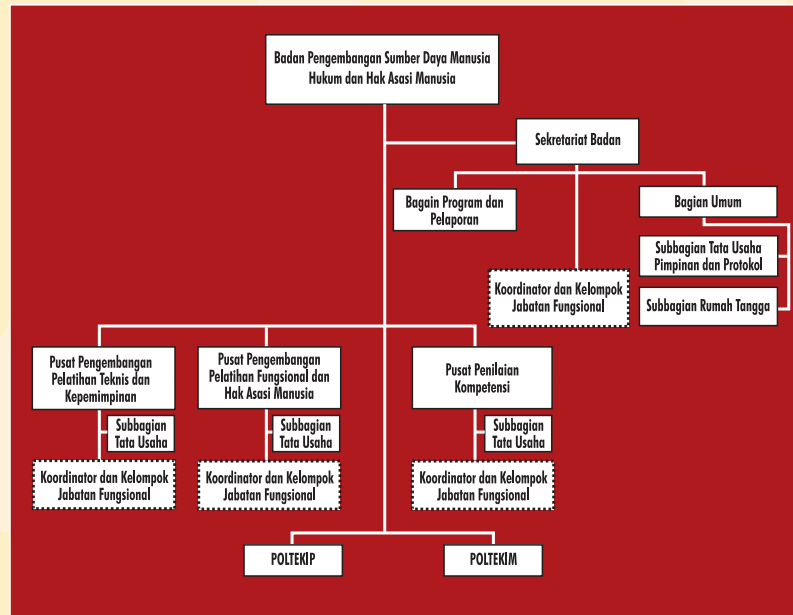 Badan Pengembangan Sumber Daya Manusia
Hukum dan Hak Asasi Manusia
Sekretariat Badan
Bagain Program dan
Pelaporan
Bagian Umum
Subbagian Tata Usaha
Pimpinan dan Protokol
Koordinator dan Kelompok
Jabatan Fungsional
Subbagian Rumah Tangga
Pusat Pengembangan
Pelatihan Teknis dan
Kepemimpinan
Pusat Pengembangan
Pelatihan Fungsional dan
Hak Asasi Manusia
Pusat Penilaian
Kompetensi
Subbagian
Tata Usaha
Subbagian
Tata Usaha
Subbagian
Tata Usaha
Koordinator dan Kelompok
Jabatan Fungsional
Koordinator dan Kelompok
Jabatan Fungsional
Koordinator dan Kelompok
Jabatan Fungsional
POLTEKIP
POLTEKIM